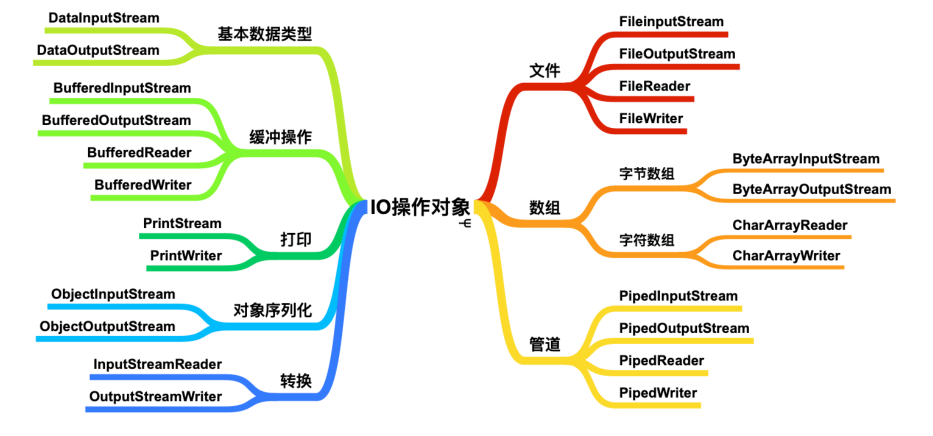 IO操作对象
基本数据类型
DataInputStream
DataOutputStream
缓冲操作
BufferedInputStream
BufferedOutputStream
BufferedReader
BufferedWriter
打印
PrintStream
PrintWriter
对象序列化
ObjectInputStream
ObjectOutputStream
转换
InputStreamReader
OutputStreamWriter
文件
FileinputStream
FileOutputStream
FileReader
FileWriter
数组
字节数组
ByteArrayInputStream
ByteArrayOutputStream
字符数组
CharArrayReader
CharArrayWriter
管道
PipedInputStream
PipedOutputStream
PipedReader
PipedWriter